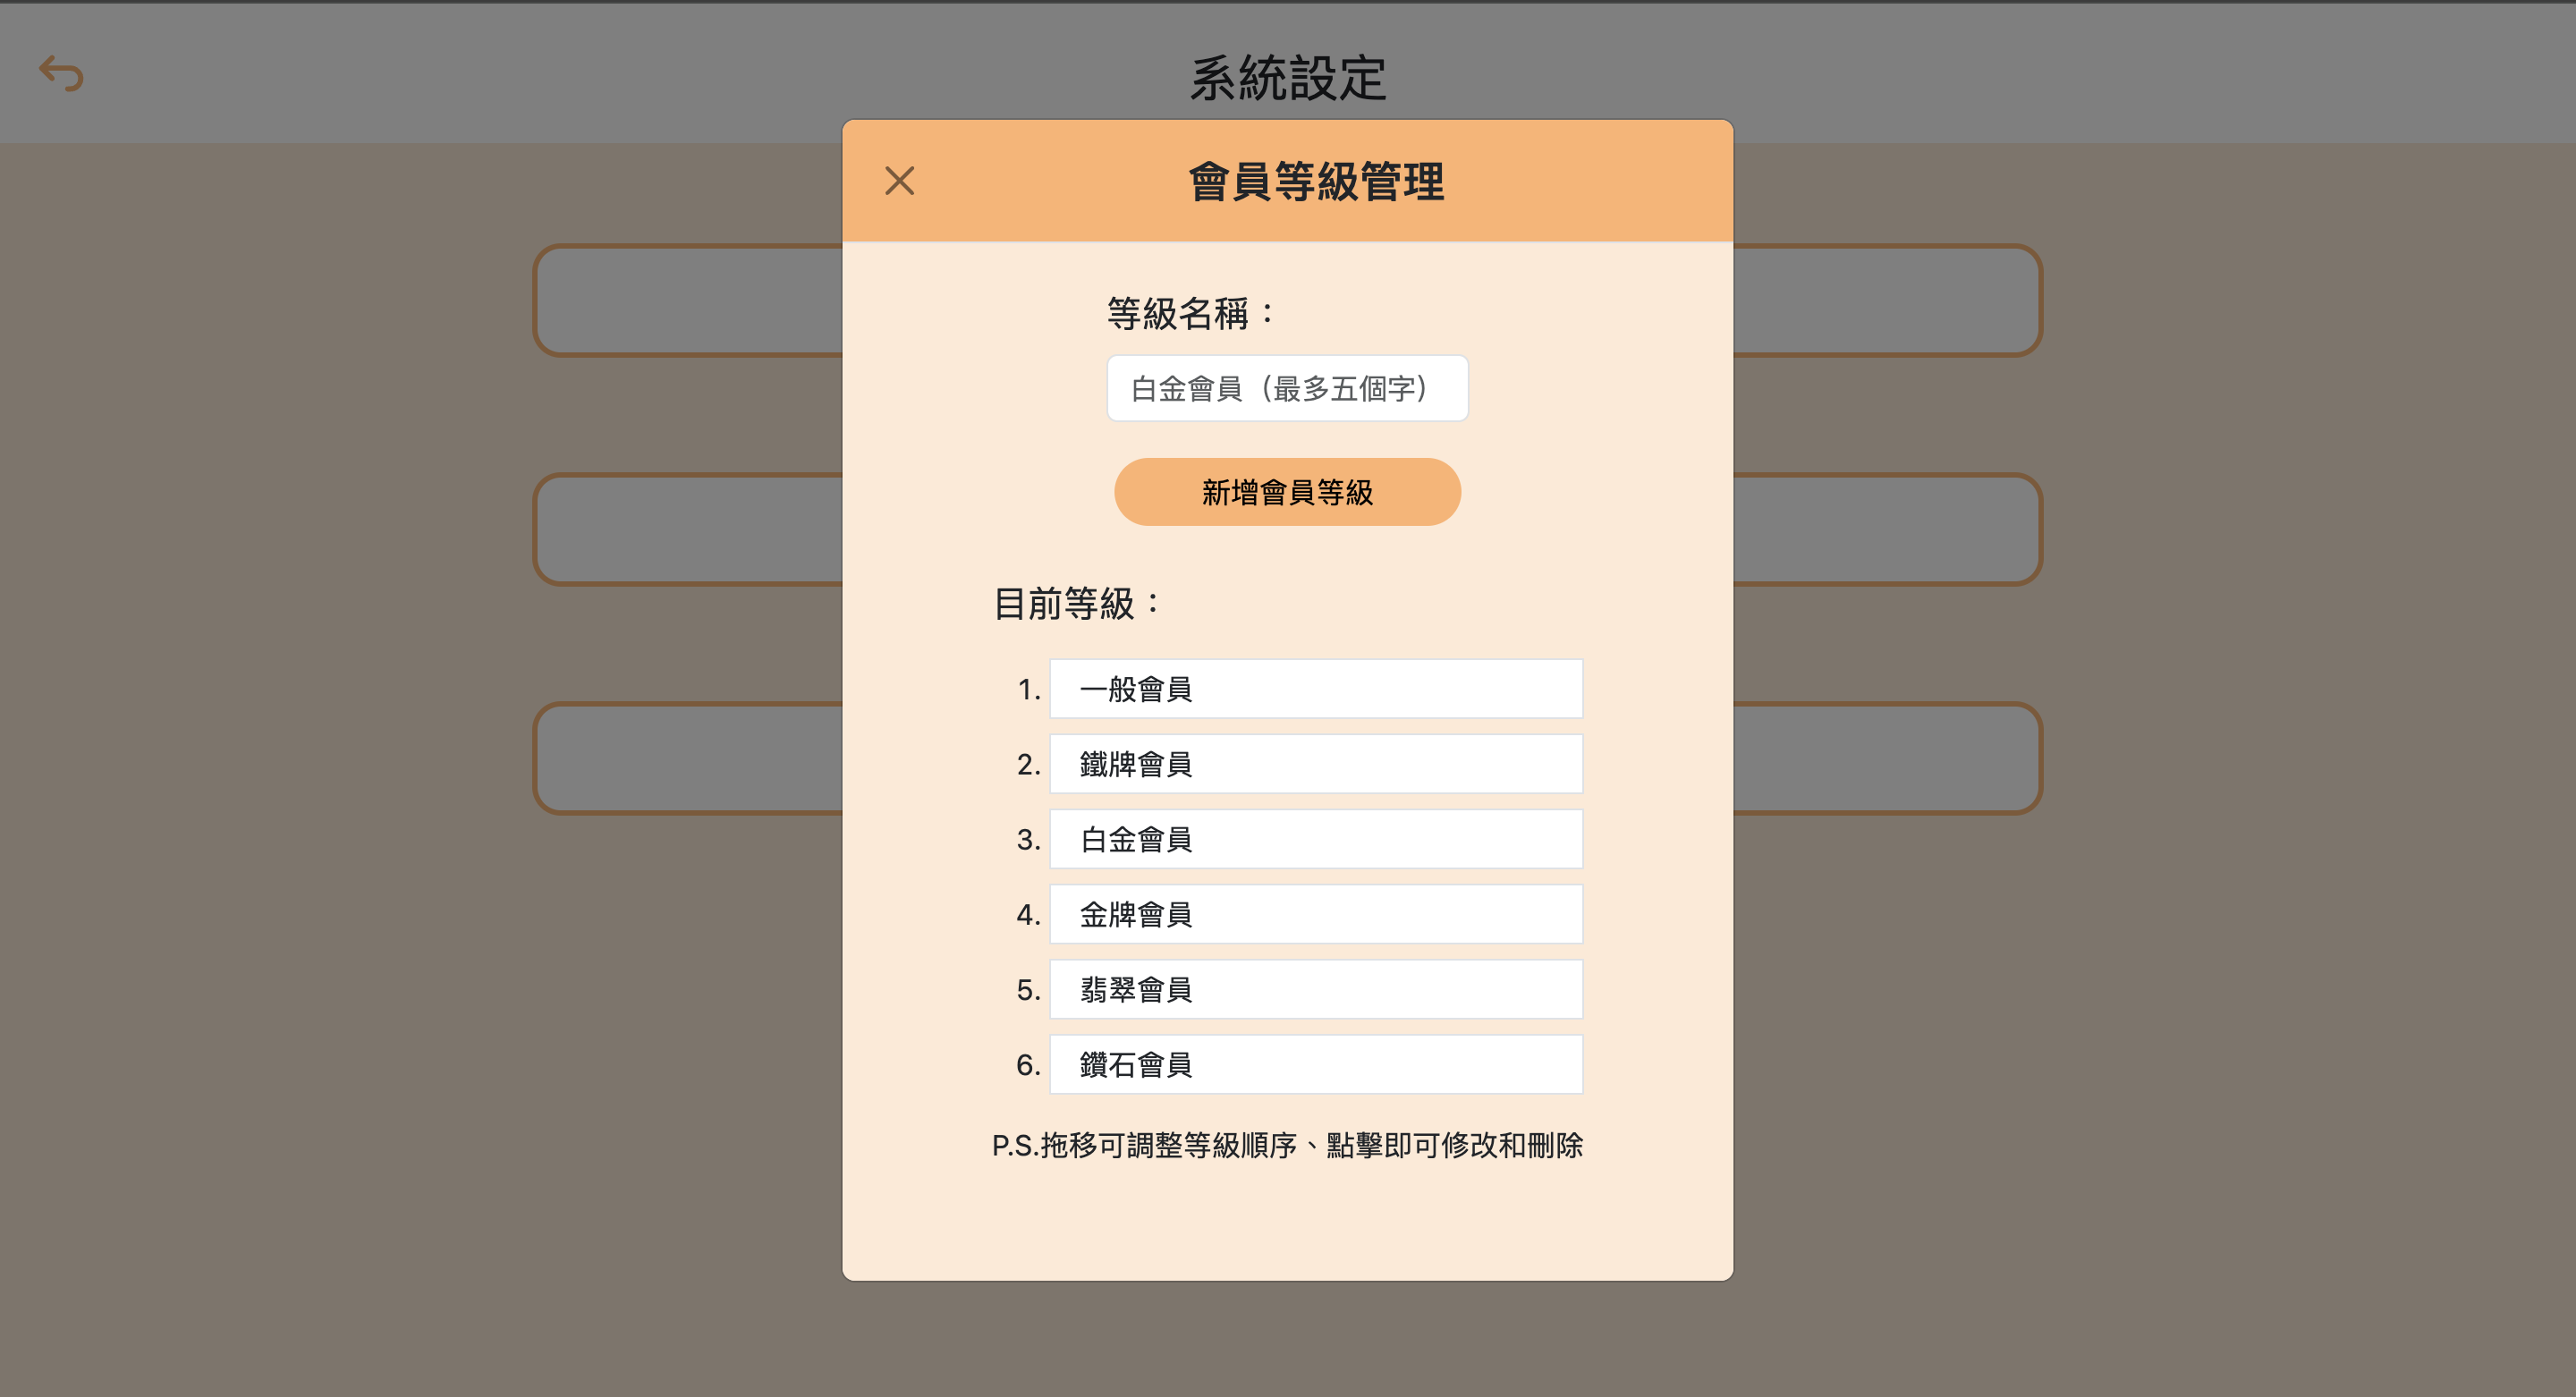 系統設定
會員等級管理
等級名稱：
白金會員（最多五個字）
新增會員等級
目前等級：
1. 一般會員
2. 鐵牌會員
3. 白金會員
4. 金牌會員
5. 翡翠會員
6. 鑽石會員
P.S.拖移可調整等級順序、點擊即可修改和刪除